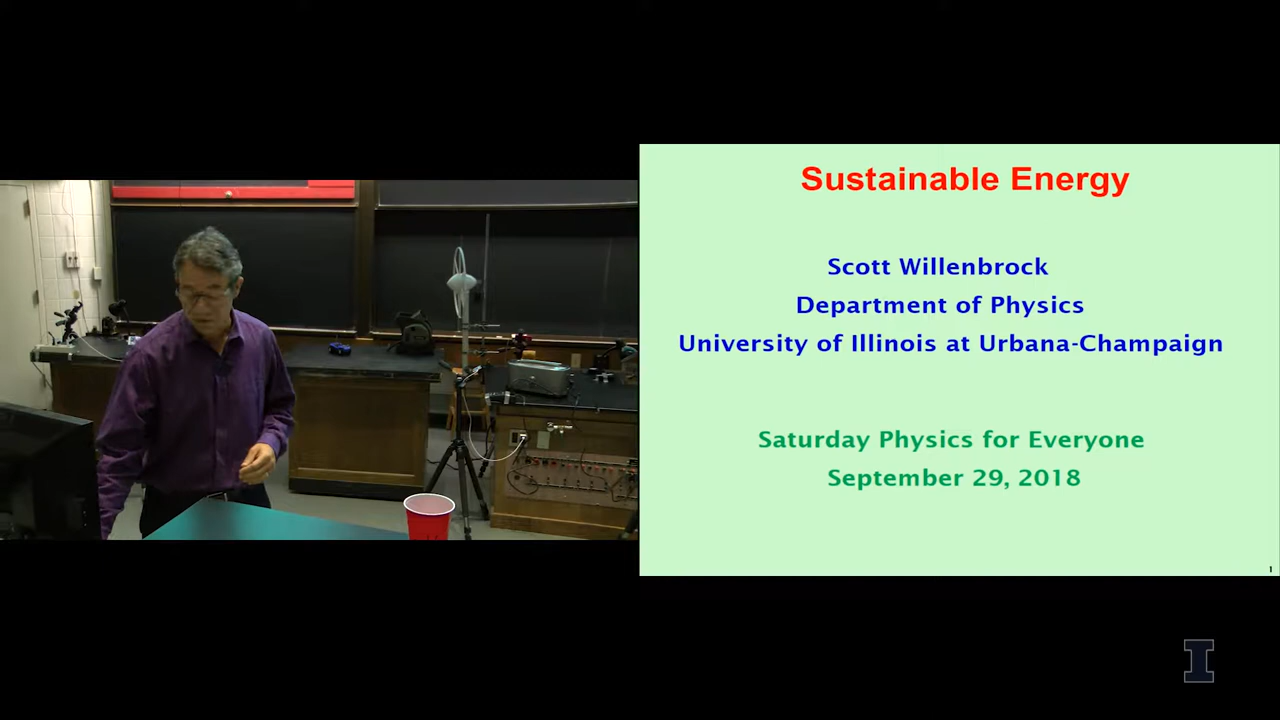 Sustainable Energy
Scott Willenbrock
Department of Physics
University of Illinois at Urbana-Champaign
Saturday Physics for Everyone
September 29, 2018
1
I